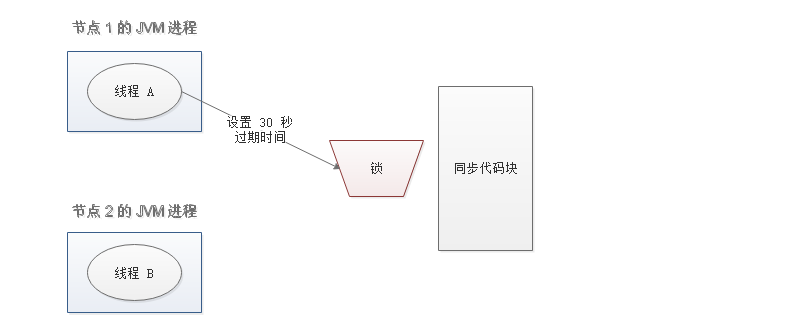 节点 1 的 JVM 进程
线程 A
设置 30 秒
过期时间
锁
同步代码块
节点 2 的 JVM 进程
线程 B